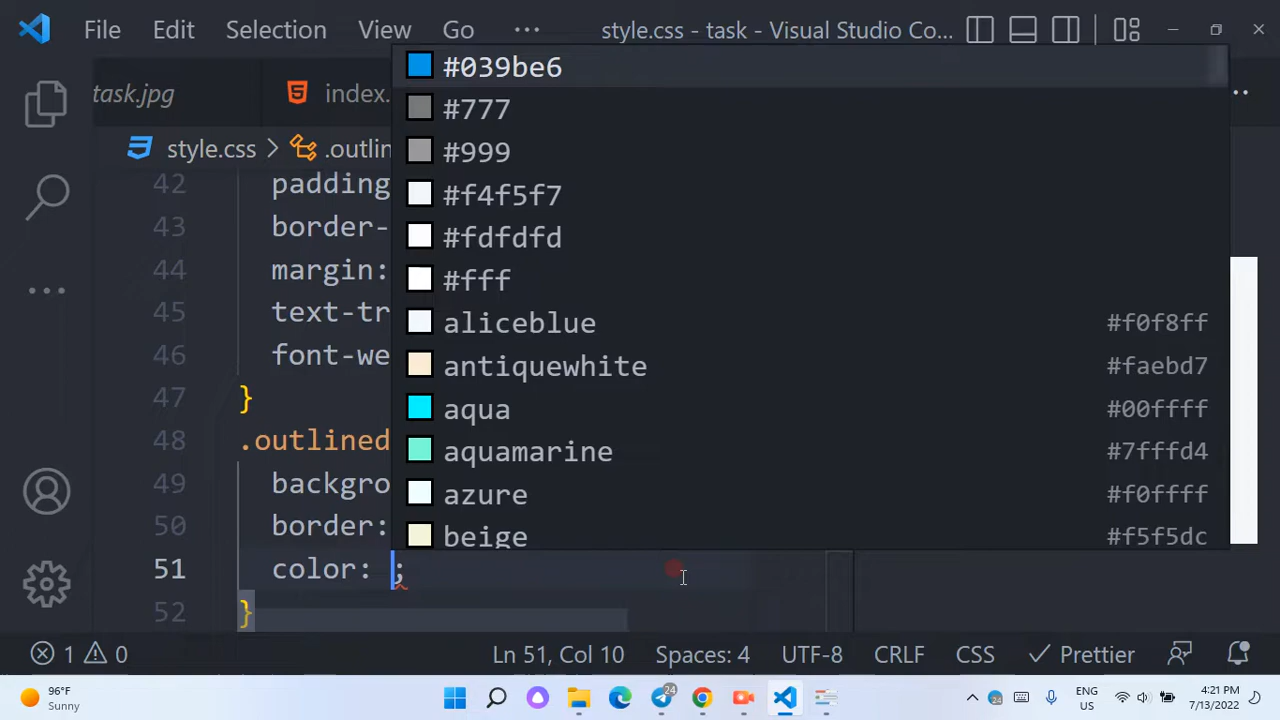 File Edit Selection View Go ··· style.css - task - Visual Studio Co...
task.jpg index.
style.css > .outlin
#039be6
#777
#999
#f4f5f7
#fdfdfd
#fff
aliceblue #f0f8ff
antiquewhite #faebd7
aqua #00ffff
aquamarine #7fffd4
azure #f0ffff
beige #f5f5dc
42 padding
43 border-
44 margin:
45 text-tr
46 font-we
47 }
48 .outlined
49 backgro
50 border:
51 color: ;
52 }
1 0 Ln 51, Col 10 Spaces: 4 UTF-8 CRLF CSS Prettier
96°F
Sunny
24
24
ENG
US
4:21 PM
7/13/2022